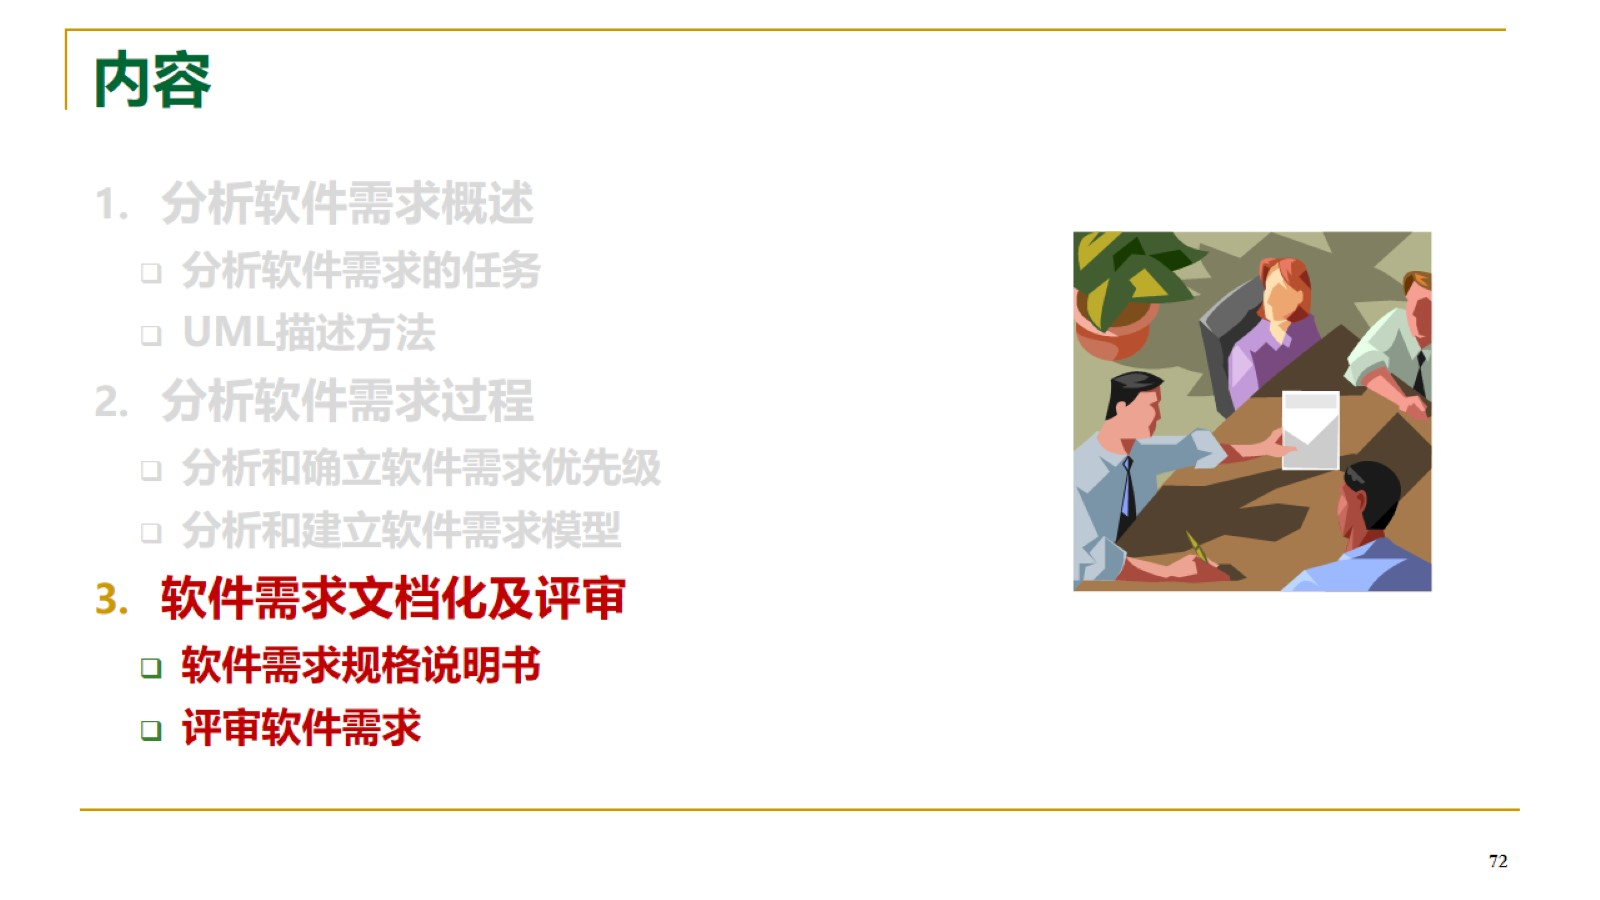 内容
1. 分析软件需求概述
❑ 分析软件需求的任务
❑ UML描述方法
2. 分析软件需求过程
❑ 分析和确立软件需求优先级
❑ 分析和建立软件需求模型
3. 软件需求文档化及评审
❑ 软件需求规格说明书
❑ 评审软件需求
72